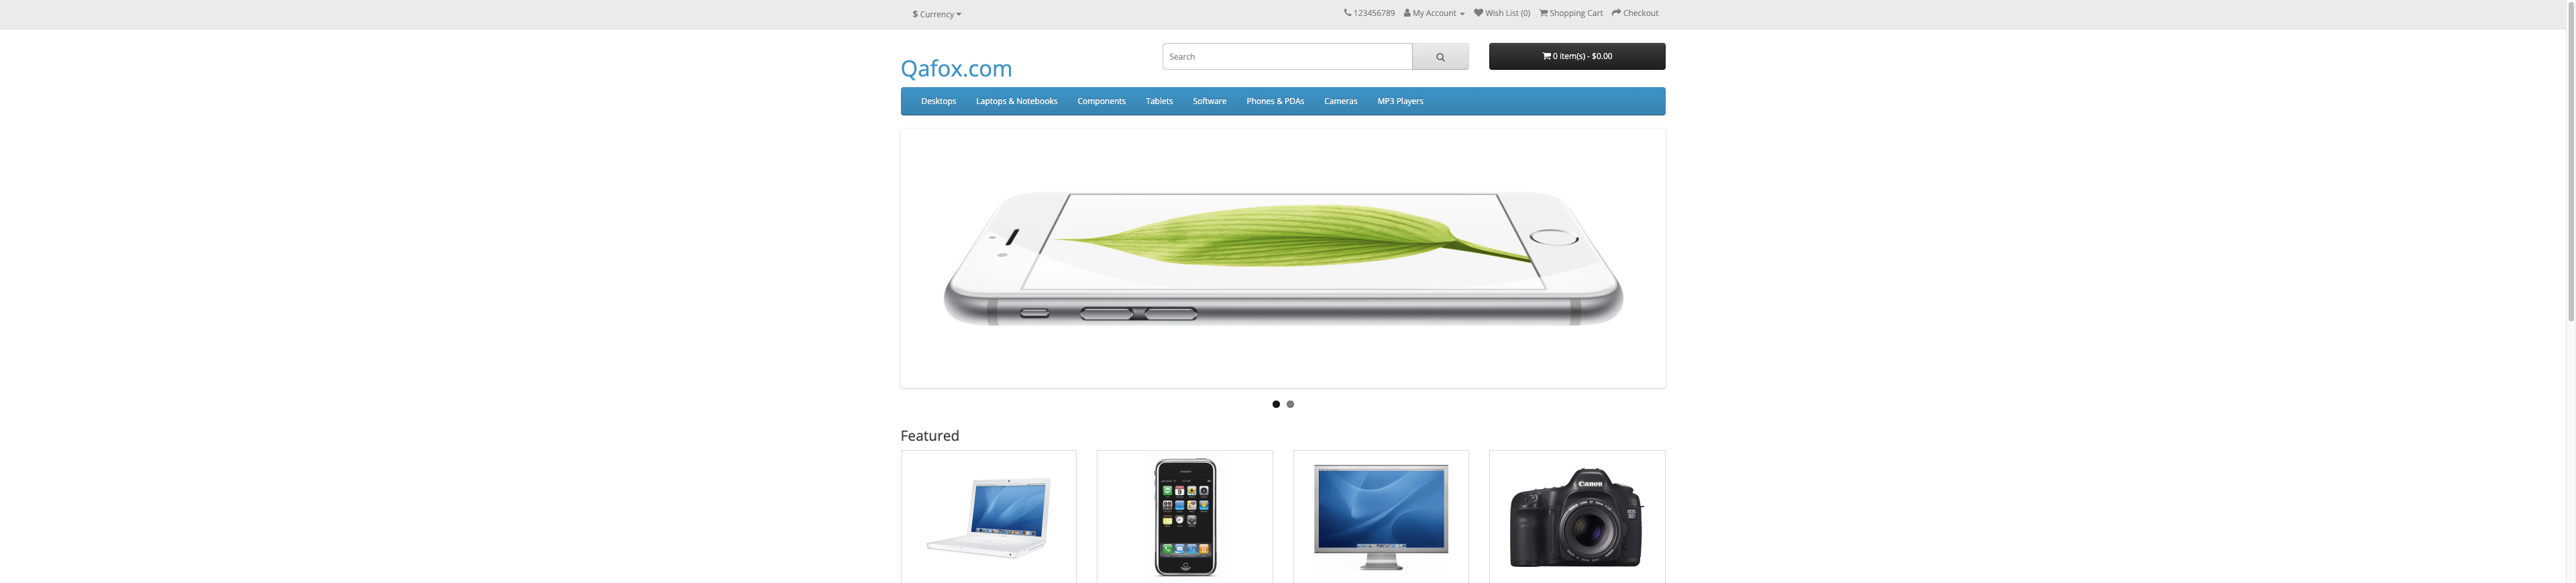 $ Currency
123456789 My Account Wish List (0) Shopping Cart Checkout
Qafox.com
Search
0 item(s) - $0.00
Desktops Laptops & Notebooks Components Tablets Software Phones & PDAs Cameras MP3 Players
Featured
Canon